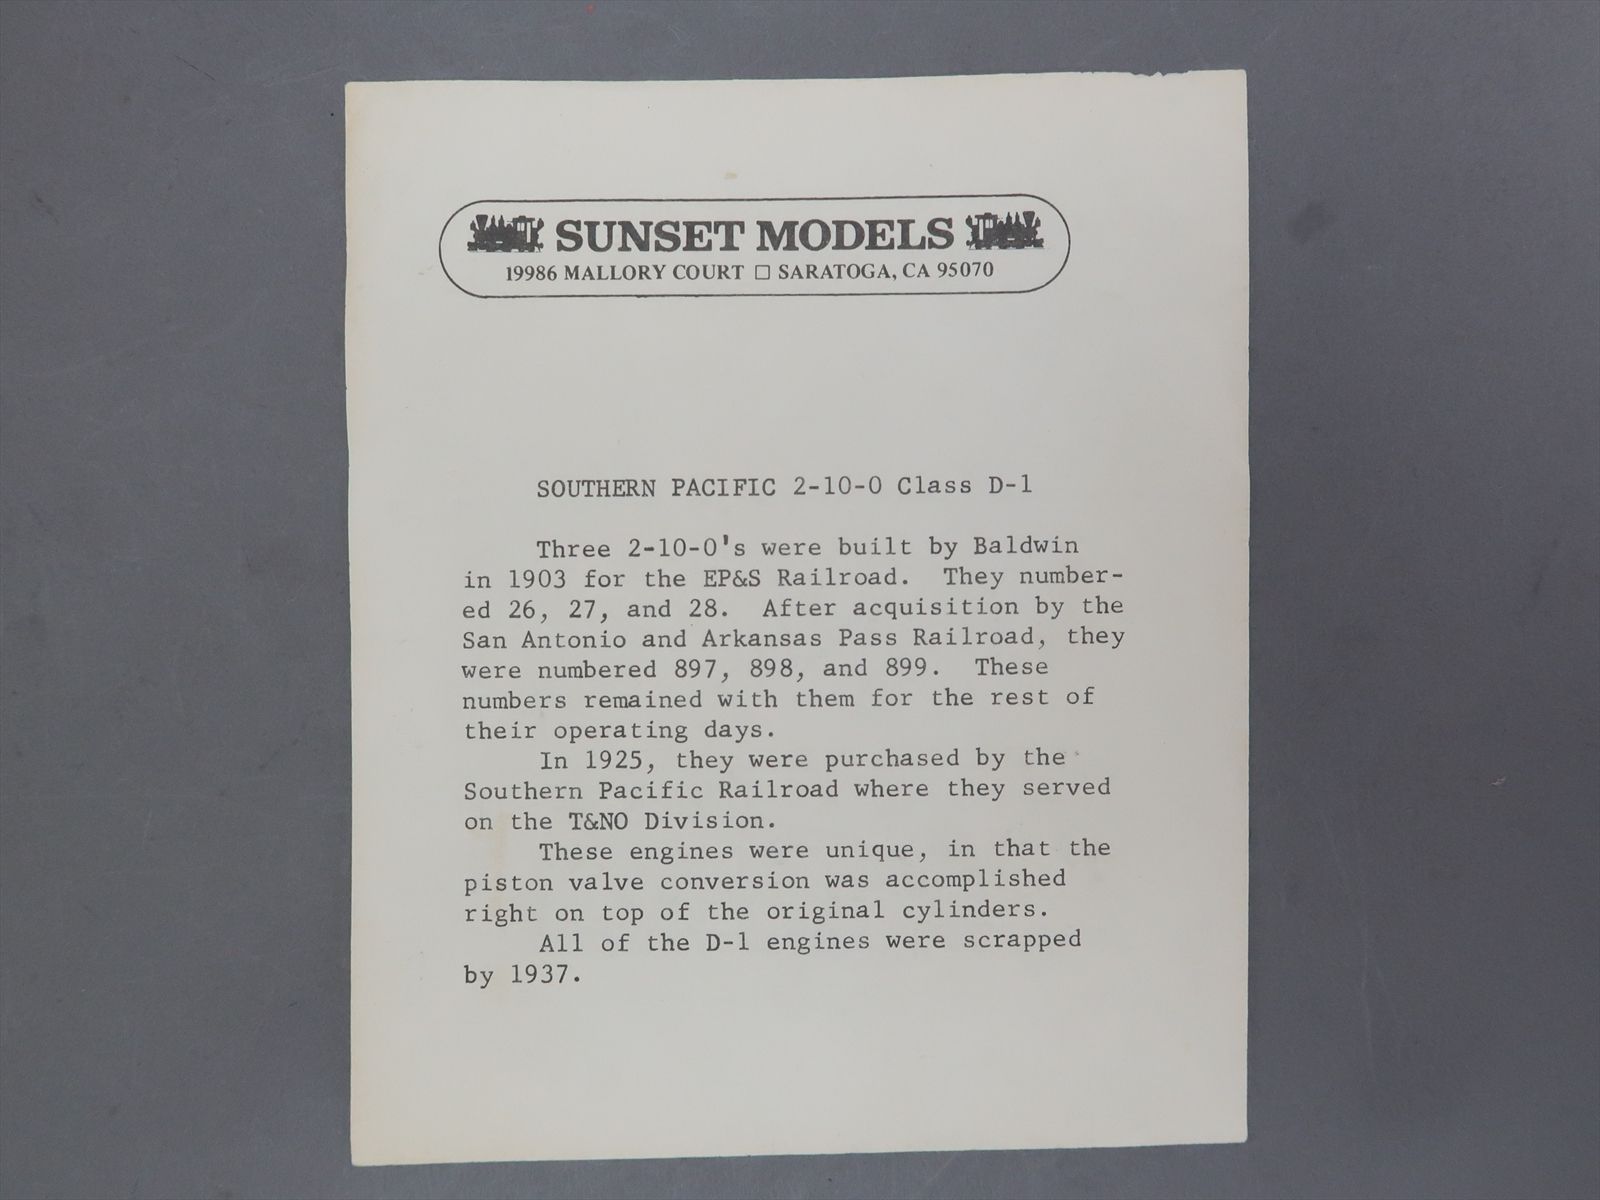 SUNSET MODELS
19986 MALLORY COURT □ SARATOGA, CA 95070
SOUTHERN PACIFIC 2-10-0 Class D-1
Three 2-10-0's were built by Baldwin
in 1903 for the EP&S Railroad. They number-
ed 26, 27, and 28. After acquisition by the
San Antonio and Arkansas Pass Railroad, they
were numbered 897, 898, and 899. These
numbers remained with them for the rest of
their operating days.
In 1925, they were purchased by the
Southern Pacific Railroad where they served
on the T&NO Division.
These engines were unique, in that the
piston valve conversion was accomplished
right on top of the original cylinders.
All of the D-1 engines were scrapped
by 1937.